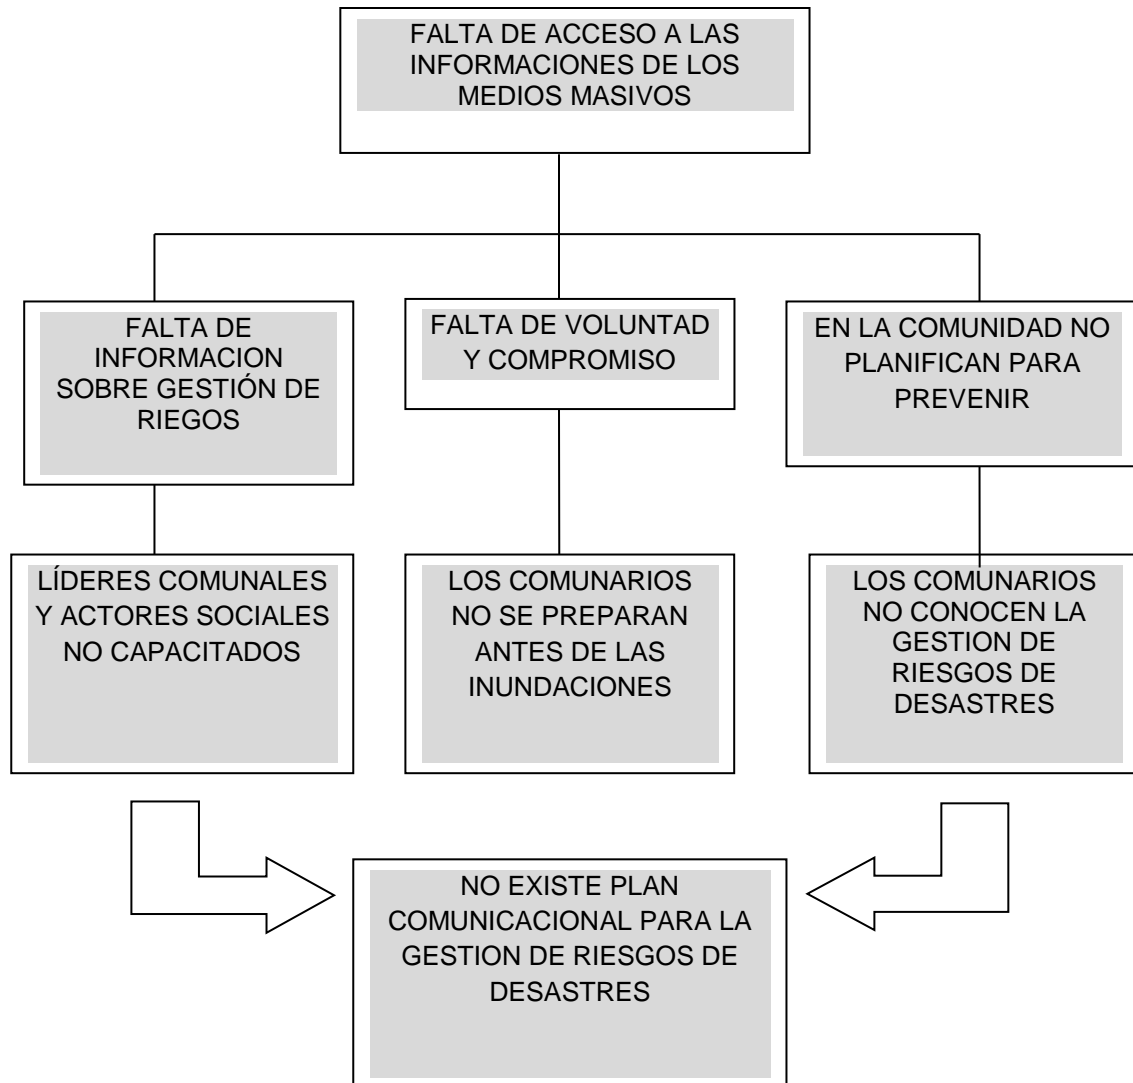 FALTA DE ACCESO A LAS
INFORMACIONES DE LOS
MEDIOS MASIVOS
FALTA DE
INFORMACION
SOBRE GESTIÓN DE
RIEGOS
FALTA DE VOLUNTAD
Y COMPROMISO
EN LA COMUNIDAD NO
PLANIFICAN PARA
PREVENIR
LÍDERES COMUNALES
Y ACTORES SOCIALES
NO CAPACITADOS
LOS COMUNARIOS
NO SE PREPARAN
ANTES DE LAS
INUNDACIONES
LOS COMUNARIOS
NO CONOCEN LA
GESTION DE
RIESGOS DE
DESASTRES
NO EXISTE PLAN
COMUNICACIONAL PARA LA
GESTION DE RIESGOS DE
DESASTRES